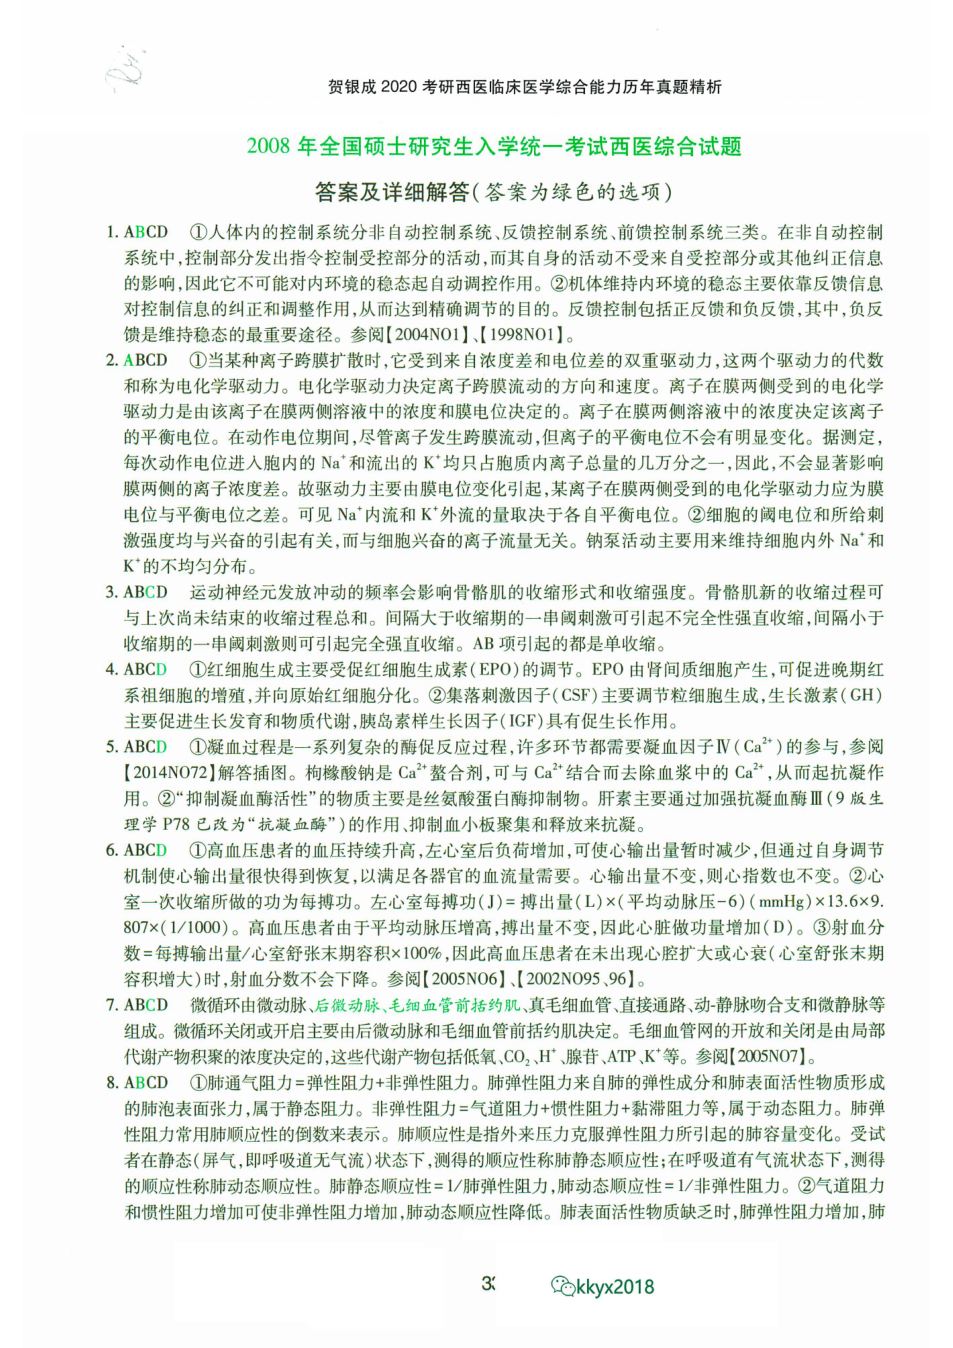 贺银成 2020 考研西医临床医学综合能力历年真题精析
2008 年全国硕士研究生入学统一考试西医综合试题
答案及详细解答(答案为绿色的选项)
1. ABCD ①人体内的控制系统分非自动控制系统、反馈控制系统、前馈控制系统三类。在非自动控制
系统中,控制部分发出指令控制受控部分的活动,而其自身的活动不受来自受控部分或其他纠正信息
的影响,因此它不可能对内环境的稳态起自动调控作用。②机体维持内环境的稳态主要依靠反馈信息
对控制信息的纠正和调整作用,从而达到精确调节的目的。反馈控制包括正反馈和负反馈,其中,负反
馈是维持稳态的最重要途径。参阅【2004NO1】、【1998NO1】。
2. ABCD ①当某种离子跨膜扩散时,它受到来自浓度差和电位差的双重驱动力,这两个驱动力的代数
和称为电化学驱动力。电化学驱动力决定离子跨膜流动的方向和速度。离子在膜两侧受到的电化学
驱动力是由该离子在膜两侧溶液中的浓度和膜电位决定的。离子在膜两侧溶液中的浓度决定该离子
的平衡电位。在动作电位期间,尽管离子发生跨膜流动,但离子的平衡电位不会有明显变化。据测定,
每次动作电位进入胞内的 Na⁺和流出的 K⁺均只占胞质内离子总量的几万分之一,因此,不会显著影响
膜两侧的离子浓度差。故驱动力主要由膜电位变化引起,某离子在膜两侧受到的电化学驱动力应为膜
电位与平衡电位之差。可见 Na⁺内流和 K⁺外流的量取决于各自平衡电位。②细胞的阈电位和所给刺
激强度均与兴奋的引起有关,而与细胞兴奋的离子流量无关。钠泵活动主要用来维持细胞内外 Na⁺和
K⁺的不均匀分布。
3. ABCD 运动神经元发放冲动的频率会影响骨骼肌的收缩形式和收缩强度。骨骼肌新的收缩过程可
与上次尚未结束的收缩过程总和。间隔大于收缩期的一串阈刺激可引起不完全性强直收缩,间隔小于
收缩期的一串阈刺激则可引起完全强直收缩。AB 项引起的都是单收缩。
4. ABCD ①红细胞生成主要受促红细胞生成素(EPO)的调节。EPO 由肾间质细胞产生,可促进晚期红
系祖细胞的增殖,并向原始红细胞分化。②集落刺激因子(CSF)主要调节粒细胞生成,生长激素(GH)
主要促进生长发育和物质代谢,胰岛素样生长因子(IGF)具有促生长作用。
5. ABCD ①凝血过程是一系列复杂的酶促反应过程,许多环节都需要凝血因子Ⅳ(Ca²⁺)的参与,参阅
【2014NO72】解答插图。枸橼酸钠是 Ca²⁺螯合剂,可与 Ca²⁺结合而去除血浆中的 Ca²⁺,从而起抗凝作
用。②“抑制凝血酶活性”的物质主要是丝氨酸蛋白酶抑制物。肝素主要通过加强抗凝血酶Ⅲ(9 版生
理学 P78 已改为“抗凝血酶”)的作用、抑制血小板聚集和释放来抗凝。
6. ABCD ①高血压患者的血压持续升高,左心室后负荷增加,可使心输出量暂时减少,但通过自身调节
机制使心输出量很快得到恢复,以满足各器官的血流量需要。心输出量不变,则心指数也不变。②心
室一次收缩所做的功为每搏功。左心室每搏功(J)=搏出量(L)×(平均动脉压-6)(mmHg)×13.6×9.
807×(1/1000)。高血压患者由于平均动脉压增高,搏出量不变,因此心脏做功量增加(D)。③射血分
数=每搏输出量/心室舒张末期容积×100%,因此高血压患者在未出现心腔扩大或心衰(心室舒张末期
容积增大)时,射血分数不会下降。参阅【2005NO6】、【2002NO95、96】。
7. ABCD 微循环由微动脉、后微动脉、毛细血管前括约肌、真毛细血管、直接通路、动-静脉吻合支和微静脉等
组成。微循环关闭或开启主要由后微动脉和毛细血管前括约肌决定。毛细血管网的开放和关闭是由局部
代谢产物积聚的浓度决定的,这些代谢产物包括低氧、CO₂、H⁺、腺苷、ATP、K⁺等。参阅【2005NO7】。
8. ABCD ①肺通气阻力=弹性阻力+非弹性阻力。肺弹性阻力来自肺的弹性成分和肺表面活性物质形成
的肺泡表面张力,属于静态阻力。非弹性阻力=气道阻力+惯性阻力+黏滞阻力等,属于动态阻力。肺弹
性阻力常用肺顺应性的倒数来表示。肺顺应性是指外来压力克服弹性阻力所引起的肺容量变化。受试
者在静态(屏气,即呼吸道无气流)状态下,测得的顺应性称肺静态顺应性;在呼吸道有气流状态下,测得
的顺应性称肺动态顺应性。肺静态顺应性=1/肺弹性阻力,肺动态顺应性=1/非弹性阻力。②气道阻力
和惯性阻力增加可使非弹性阻力增加,肺动态顺应性降低。肺表面活性物质缺乏时,肺弹性阻力增加,肺
kkyx2018